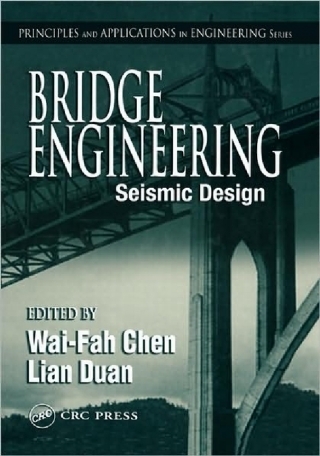 PRINCIPLES AND APPLICATIONS IN ENGINEERING SERIES
BRIDGE
ENGINEERING
Seismic Design
EDITED BY
Wai-Fah Chen
Lian Duan
CRC CRC PRESS